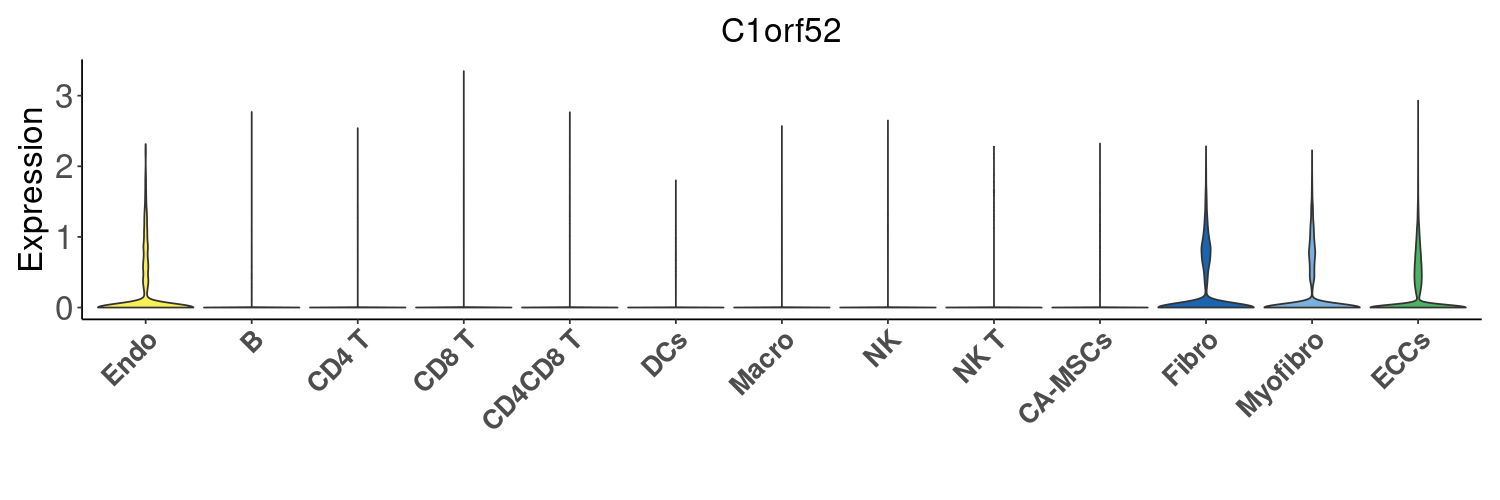 C1orf52
Expression
3
2
1
0
Endo
B
CD4 T
CD8 T
CD4CD8 T
DCs
Macro
NK
NK T
CA-MSCs
Fibro
Myofibro
ECCs